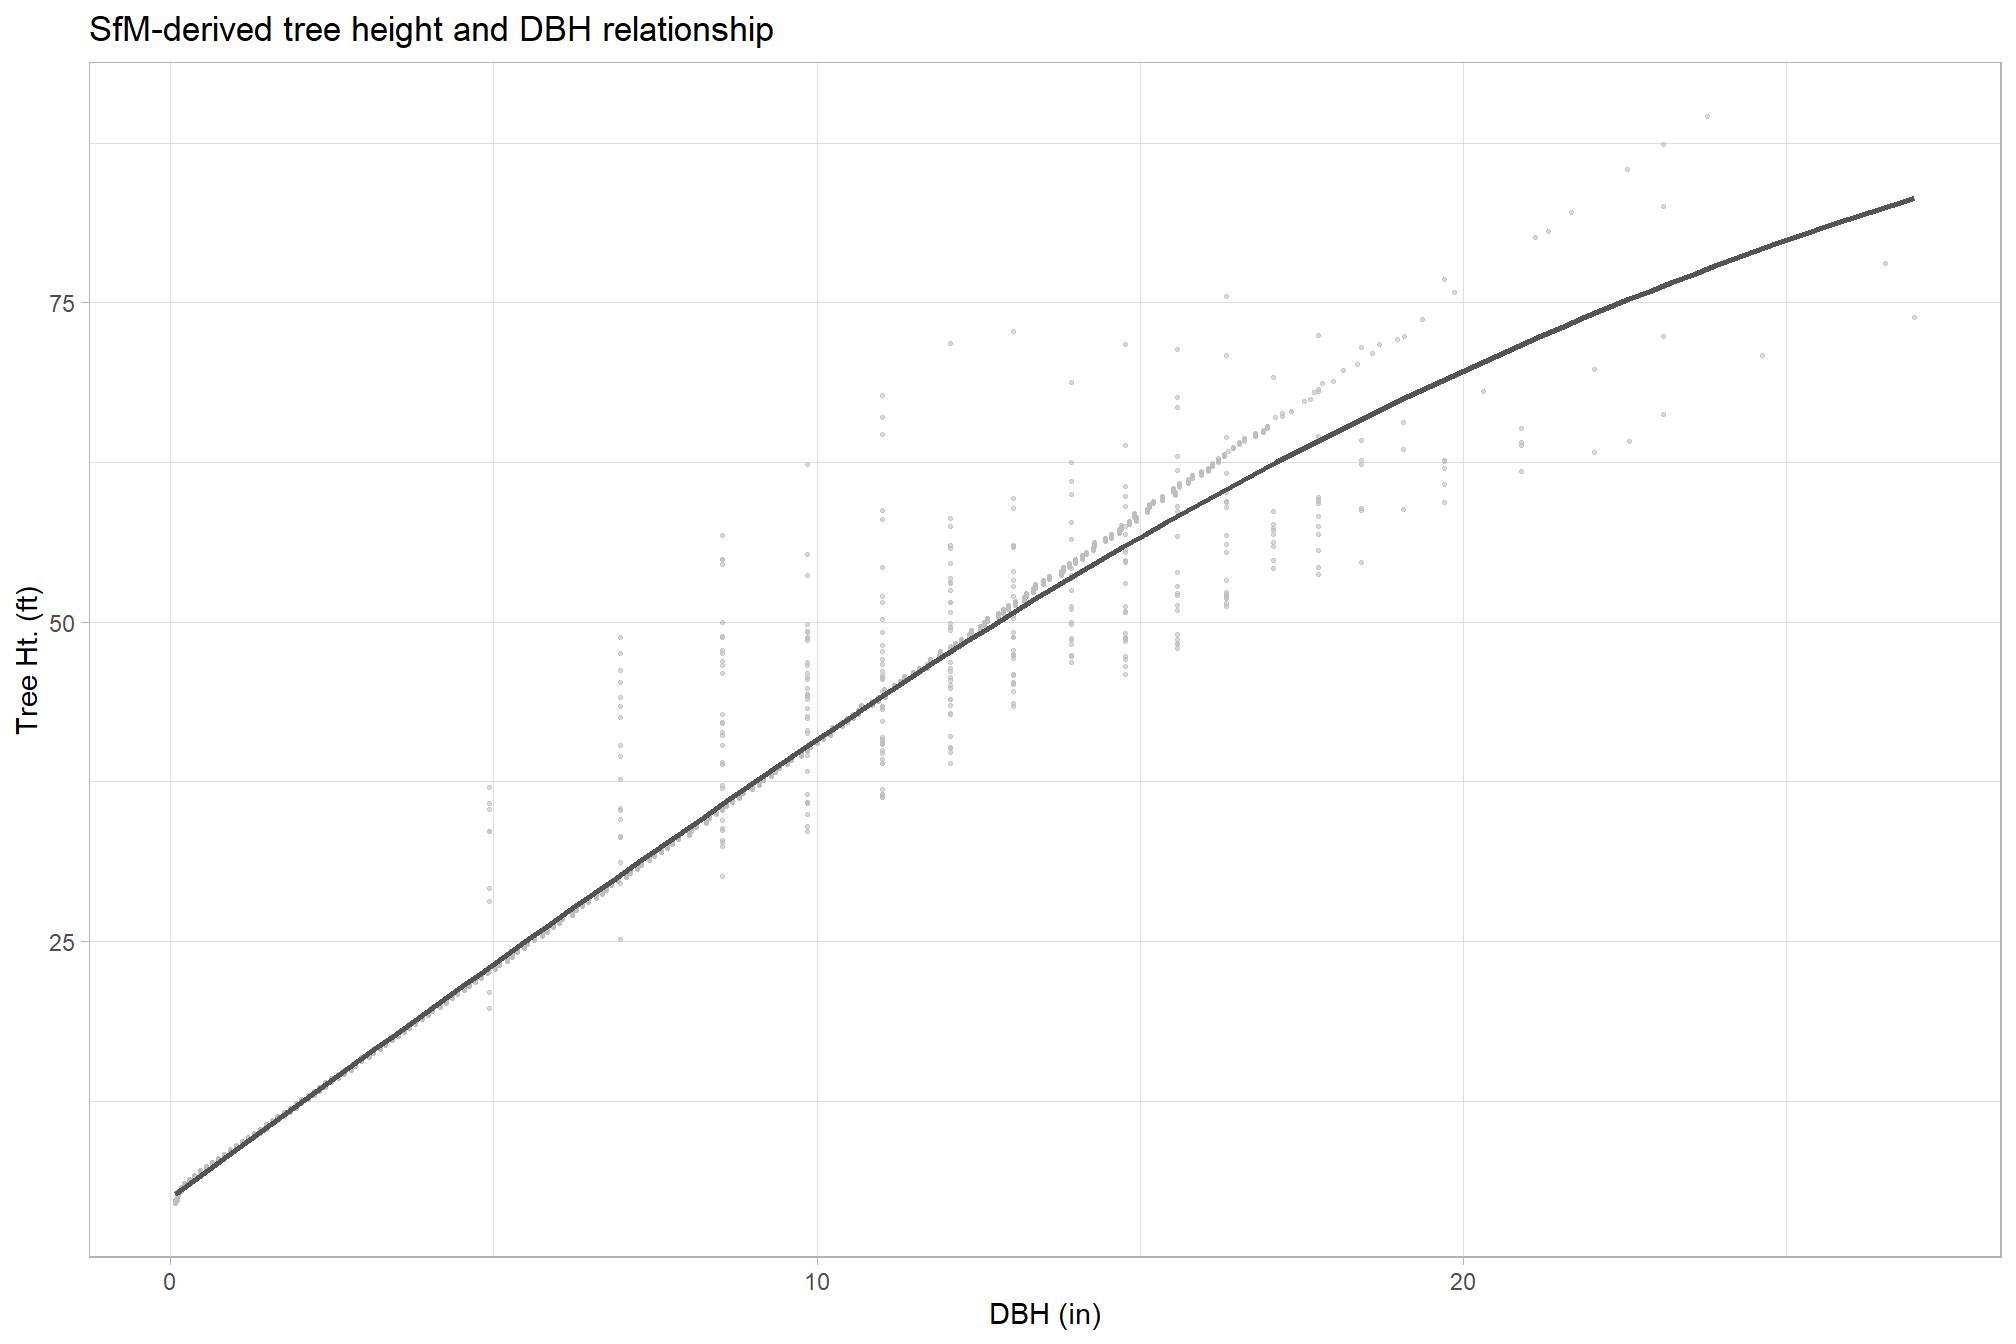 SfM-derived tree height and DBH relationship
75
50
25
Tree Ht. (ft)
0 10 20
DBH (in)